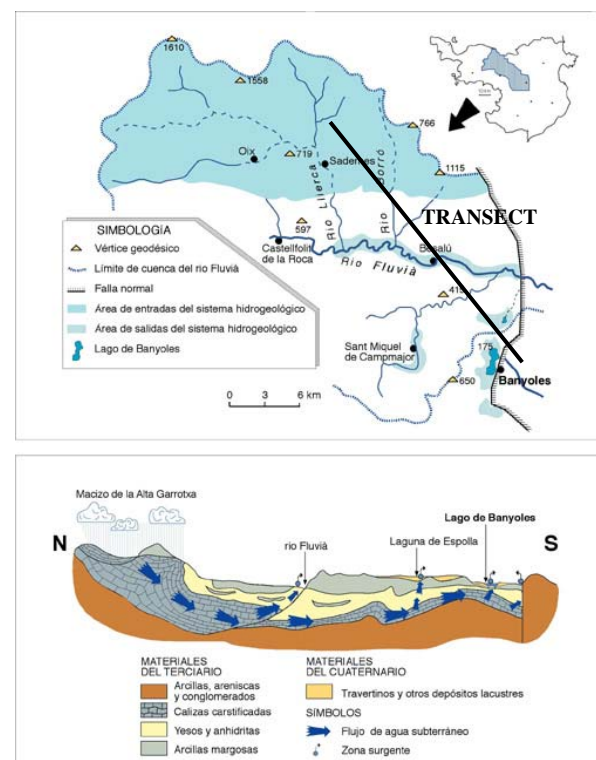 1610
1558
766
1115
Oix
719
Sadernes
Río Llierca
Río Borró
TRANSECT
597
Castellfollit
de la Roca
Río Fluvià
Besalú
415
Sant Miquel
de Campmajor
175
Banyoles
650
SIMBOLOGÍA
Vértice geodésico
Límite de cuenca del río Fluvià
Falla normal
Área de entradas del sistema hidrogeológico
Área de salidas del sistema hidrogeológico
Lago de Banyoles
0 3 6 km
Macizo de la Alta Garrotxa
N
río Fluvià
Laguna de Espolla
Lago de Banyoles
S
MATERIALES
DEL TERCIARIO
Arcillas, areniscas
y conglomerados
Calizas carstificadas
Yesos y anhidritas
Arcillas margosas
MATERIALES
DEL CUATERNARIO
Travertinos y otros depósitos lacustres
SÍMBOLOS
Flujo de agua subterráneo
Zona surgente